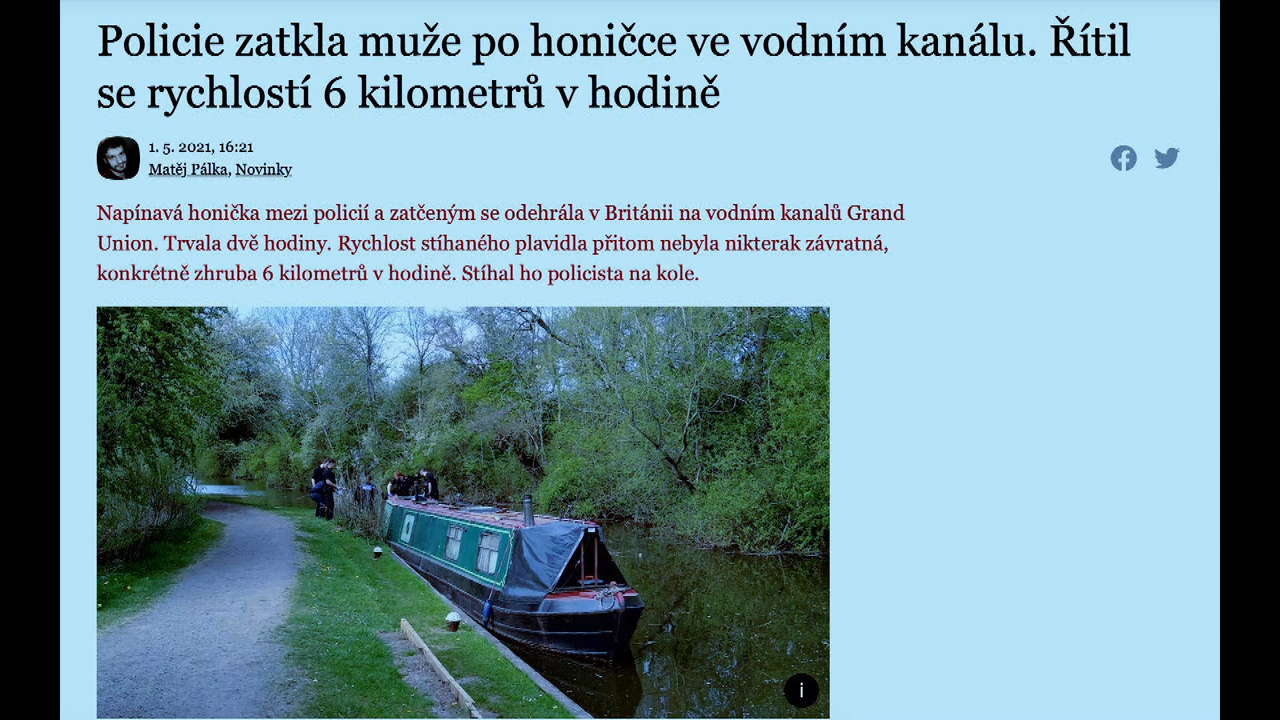 Policie zatkla muže po honičce ve vodním kanálu. Řítil
se rychlostí 6 kilometrů v hodině
1. 5. 2021, 16:21
Matěj Pálka, Novinky
Napínavá honička mezi policií a zatčeným se odehrála v Británii na vodním kanalů Grand
Union. Trvala dvě hodiny. Rychlost stíhaného plavidla přitom nebyla nikterak závratná,
konkrétně zhruba 6 kilometrů v hodině. Stíhal ho policista na kole.
i